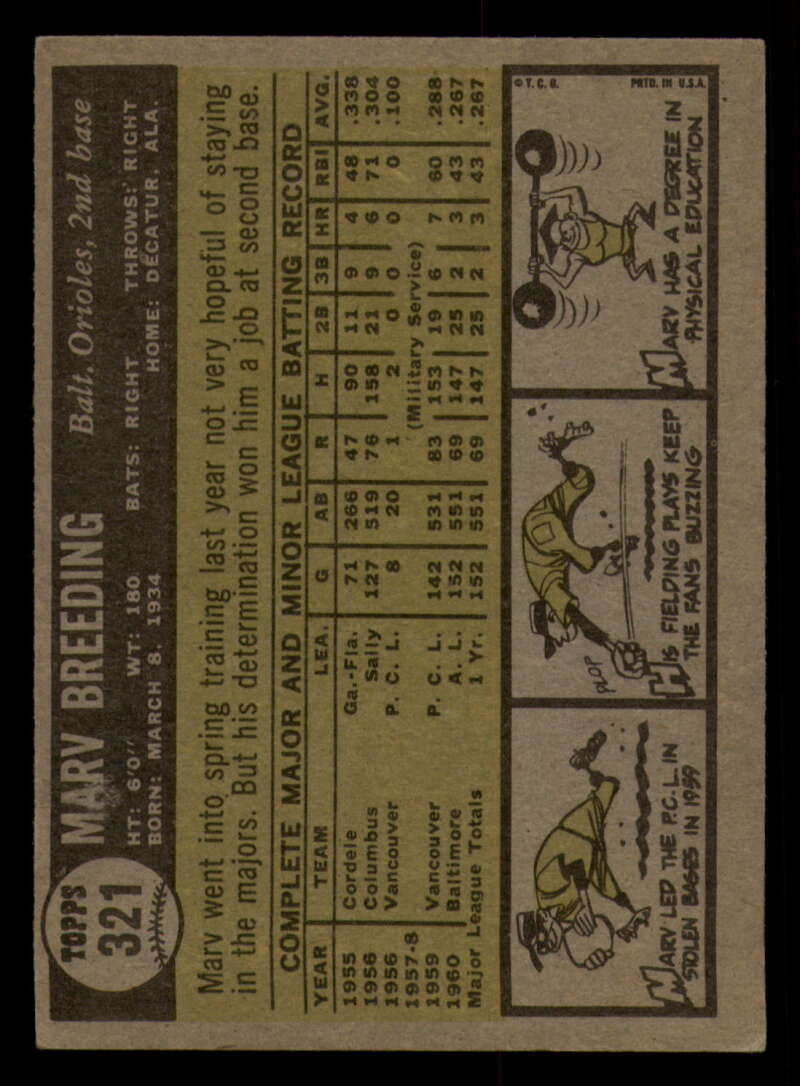 TOPPS
321
MARV BREEDING Balt. Orioles, 2nd base
HT: 6'0" WT: 180 BATS: RIGHT THROWS: RIGHT
BORN: MARCH 8, 1934 HOME: DECATUR, ALA.
Marv went into spring training last year not very hopeful of staying
in the majors. But his determination won him a job at second base.
COMPLETE MAJOR AND MINOR LEAGUE BATTING RECORD
YEAR TEAM LEA. G AB R H 2B 3B HR RBI AVG.
1955 Cordele Ga.-Fla. 71 266 47 90 11 9 4 48 .338
1956 Columbus Sally 127 519 76 158 21 9 6 71 .304
1956 Vancouver P. C. L. 8 20 1 2 0 0 0 0 .100
1957-8 (Military Service)
1959 Vancouver P. C. L. 142 531 83 153 19 6 7 60 .288
1960 Baltimore A. L. 152 551 69 147 25 2 3 43 .267
Major League Totals 1 Yr. 152 551 69 147 25 2 3 43 .267
MARV LED THE P.C.L. IN
STOLEN BASES IN 1959
PLOP
HIS FIELDING PLAYS KEEP
THE FANS BUZZING
© T. C. G. PRTD. IN U.S.A.
MARV HAS A DEGREE IN
PHYSICAL EDUCATION